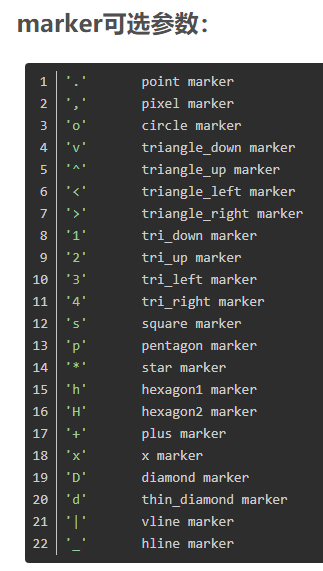 marker可选参数：
1 '.' point marker
2 ',' pixel marker
3 'o' circle marker
4 'v' triangle_down marker
5 '^' triangle_up marker
6 '<' triangle_left marker
7 '>' triangle_right marker
8 '1' tri_down marker
9 '2' tri_up marker
10 '3' tri_left marker
11 '4' tri_right marker
12 's' square marker
13 'p' pentagon marker
14 '*' star marker
15 'h' hexagon1 marker
16 'H' hexagon2 marker
17 '+' plus marker
18 'x' x marker
19 'D' diamond marker
20 'd' thin_diamond marker
21 '|' vline marker
22 '_' hline marker